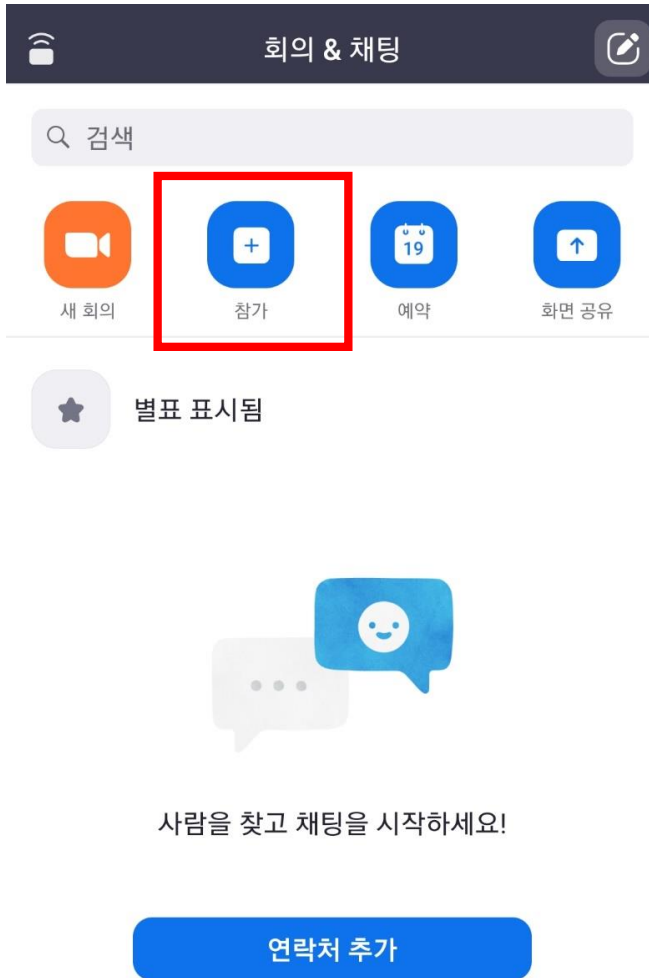 회의 & 채팅
검색
19
새 회의 참가 예약 화면 공유
별표 표시됨
사람을 찾고 채팅을 시작하세요!
연락처 추가